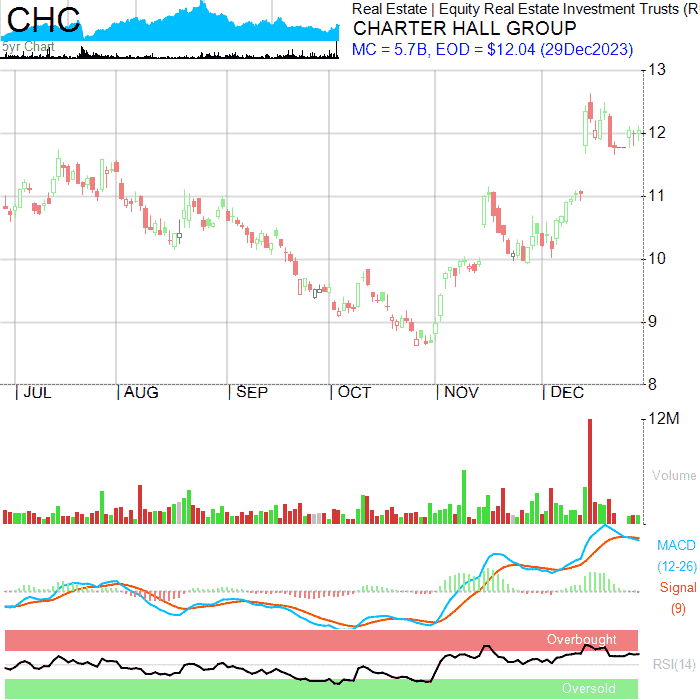 CHC
5yr Chart
Real Estate | Equity Real Estate Investment Trusts (R
CHARTER HALL GROUP
MC = 5.7B, EOD = $12.04 (29Dec2023)
13
12
11
10
9
8
| JUL | AUG | SEP | OCT | NOV | DEC
12M
Volume
MACD
(12-26)
Signal
(9)
Overbought
RSI(14)
Oversold